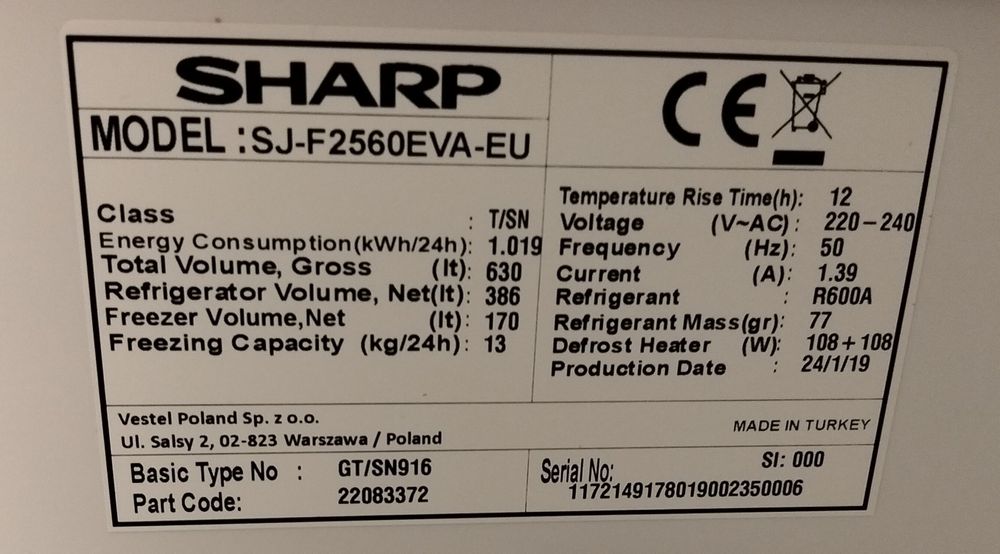 SHARP
MODEL :SJ-F2560EVA-EU
CE
Class : T/SN
Energy Consumption(kWh/24h): 1.019
Total Volume, Gross (lt): 630
Refrigerator Volume, Net(lt): 386
Freezer Volume,Net (lt): 170
Freezing Capacity (kg/24h): 13
Temperature Rise Time(h): 12
Voltage (V~AC): 220-240
Frequency (Hz): 50
Current (A): 1.39
Refrigerant : R600A
Refrigerant Mass(gr): 77
Defrost Heater (W): 108+108
Production Date : 24/1/19
Vestel Poland Sp. z o.o.
Ul. Salsy 2, 02-823 Warszawa / Poland
MADE IN TURKEY
Basic Type No : GT/SN916
Part Code: 22083372
Serial No: SI: 000
1172149178019002350006